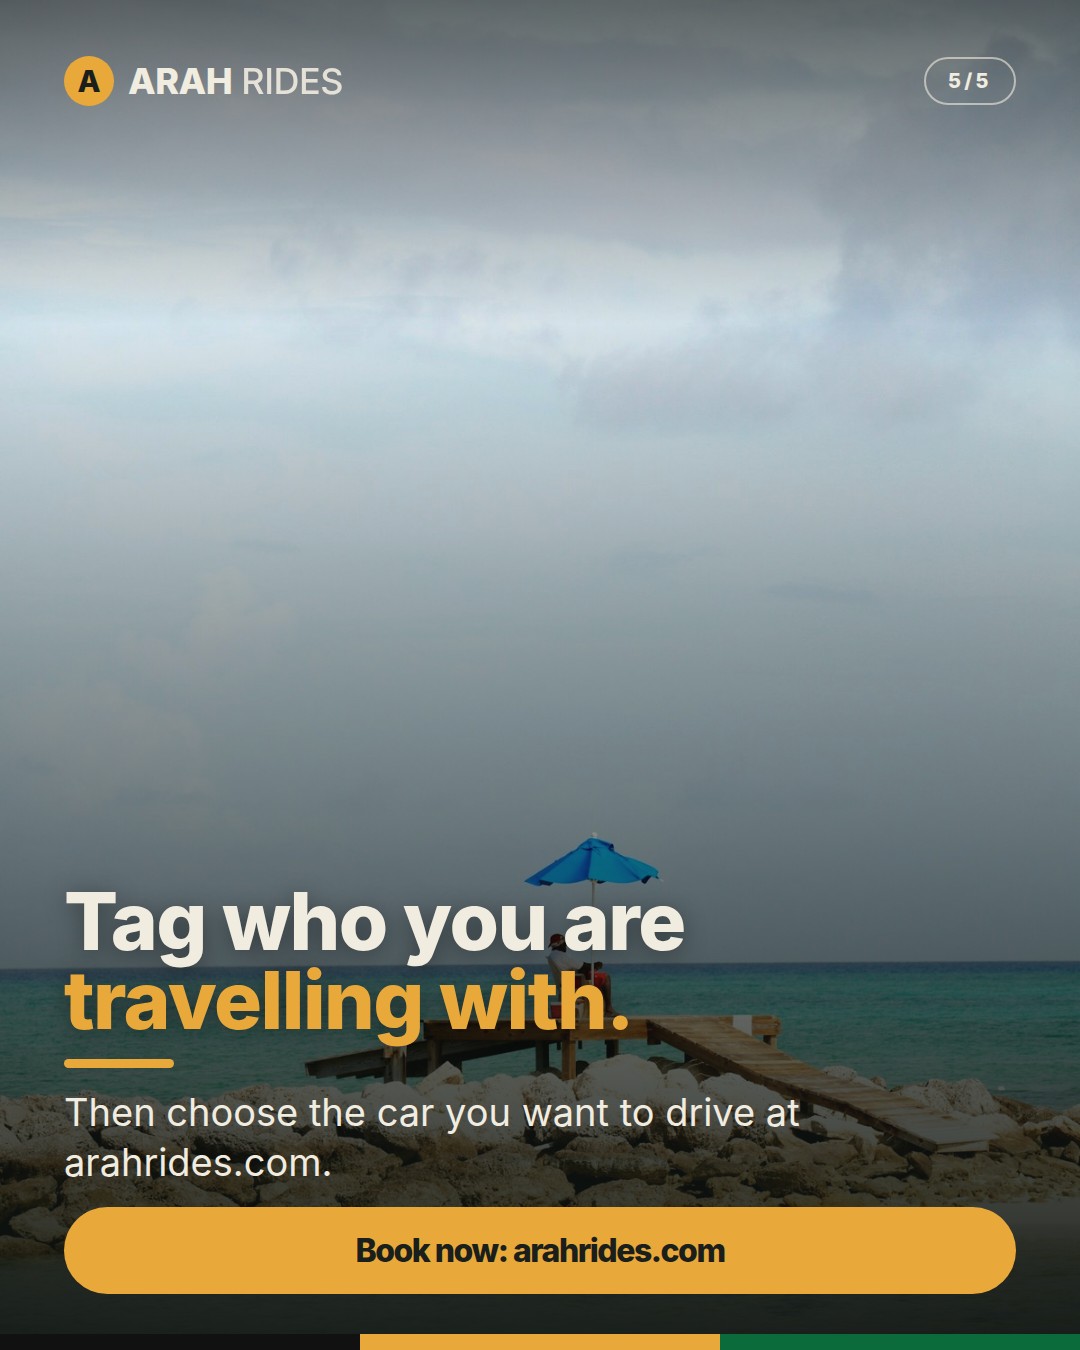 A ARAH RIDES
5/5
Tag who you are
travelling with.
Then choose the car you want to drive at
arahrides.com.
Book now: arahrides.com